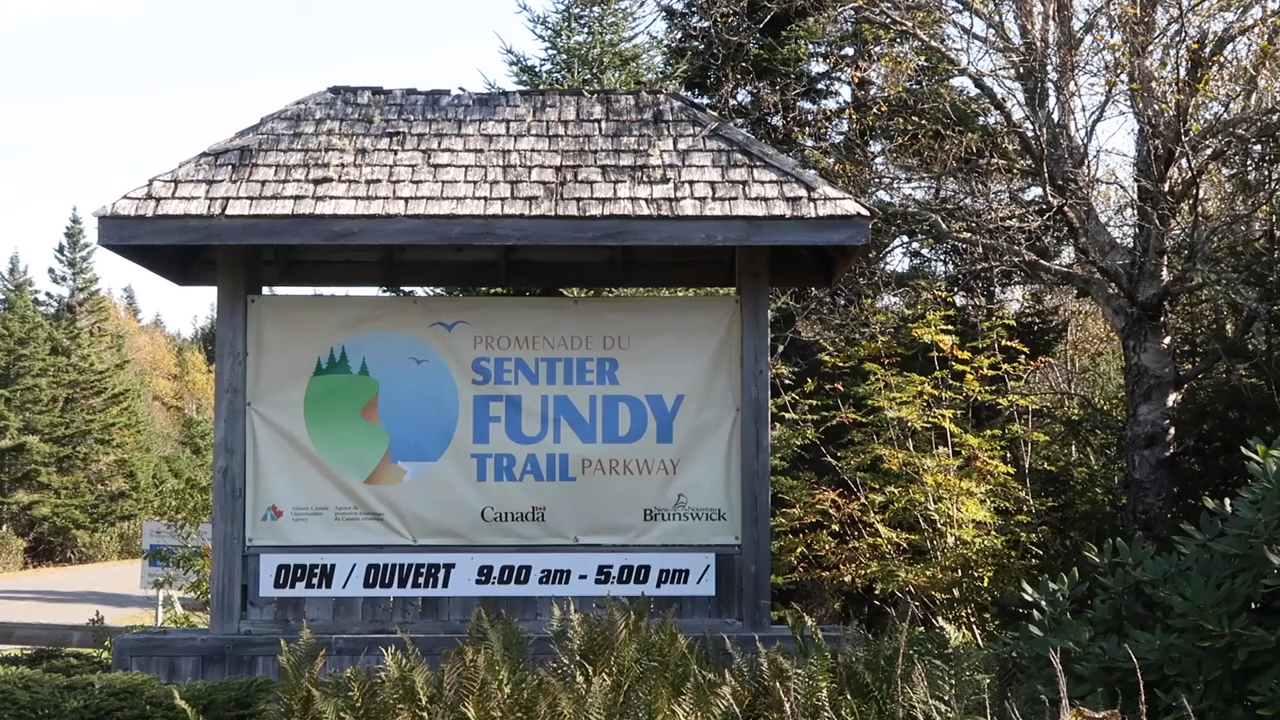 PROMENADE DU
SENTIER
FUNDY
TRAIL PARKWAY
Atlantic Canada
Opportunities
Agency
Agence de
promotion économique
du Canada atlantique
Canada
New Nouveau
Brunswick
OPEN / OUVERT 9:00 am - 5:00 pm /